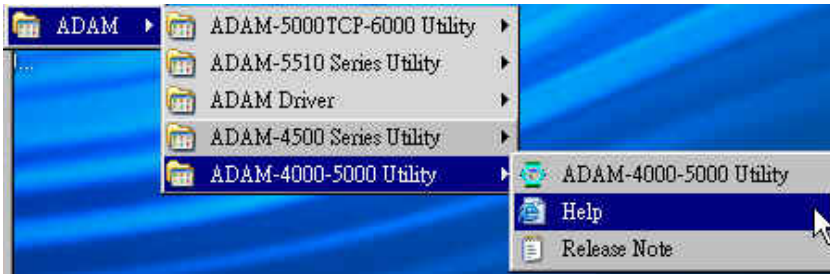 ADAM
ADAM-5000TCP-6000 Utility
ADAM-5510 Series Utility
ADAM Driver
ADAM-4500 Series Utility
ADAM-4000-5000 Utility
ADAM-4000-5000 Utility
Help
Release Note